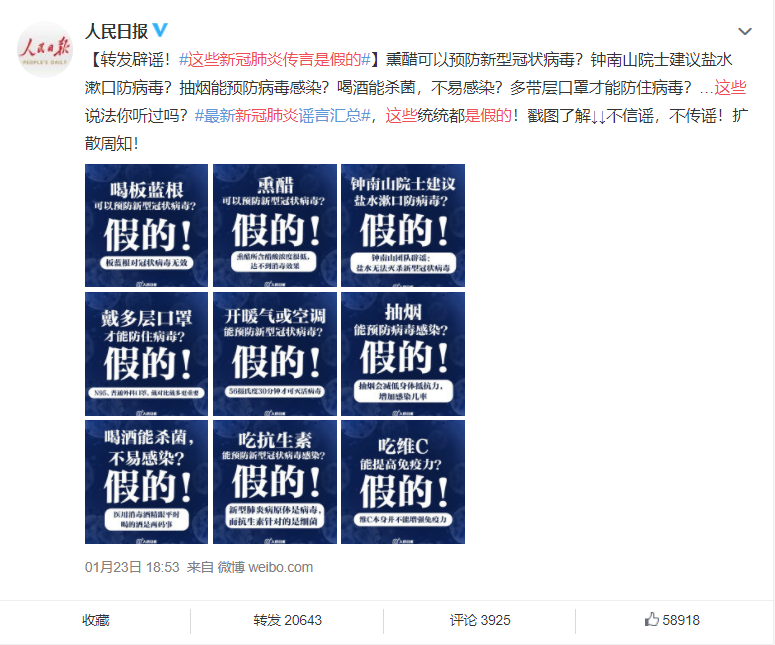 人民日报
PEOPLE'S DAILY
人民日报
【转发辟谣！#这些新冠肺炎传言是假的#】熏醋可以预防新型冠状病毒？钟南山院士建议盐水
漱口防病毒？抽烟能预防病毒感染？喝酒能杀菌，不易感染？多带层口罩才能防住病毒？…这些
说法你听过吗？#最新新冠肺炎谣言汇总#，这些统统都是假的！戳图了解↓↓不信谣，不传谣！扩
散周知！
喝板蓝根
可以预防新型冠状病毒？
假的！
板蓝根对冠状病毒无效
熏醋
可以预防新型冠状病毒？
假的！
熏醋所含醋酸浓度很低，
达不到消毒效果
钟南山院士建议
盐水漱口防病毒？
假的！
钟南山团队辟谣：
盐水无法灭杀新型冠状病毒
戴多层口罩
才能防住病毒？
假的！
N95、普通外科口罩，戴对比戴多更重要
开暖气或空调
能预防新型冠状病毒？
假的！
56摄氏度30分钟才可灭活病毒
抽烟
能预防病毒感染？
假的！
抽烟会减低身体抵抗力，
增加感染几率
喝酒能杀菌，
不易感染？
假的！
医用消毒酒精跟平时
喝的酒是两码事
吃抗生素
能预防新型冠状病毒感染？
假的！
新型肺炎病原体是病毒，
而抗生素针对的是细菌
吃维C
能提高免疫力？
假的！
维C本身并不能增强免疫力
01月23日 18:53 来自 微博 weibo.com
收藏
转发 20643
评论 3925
58918